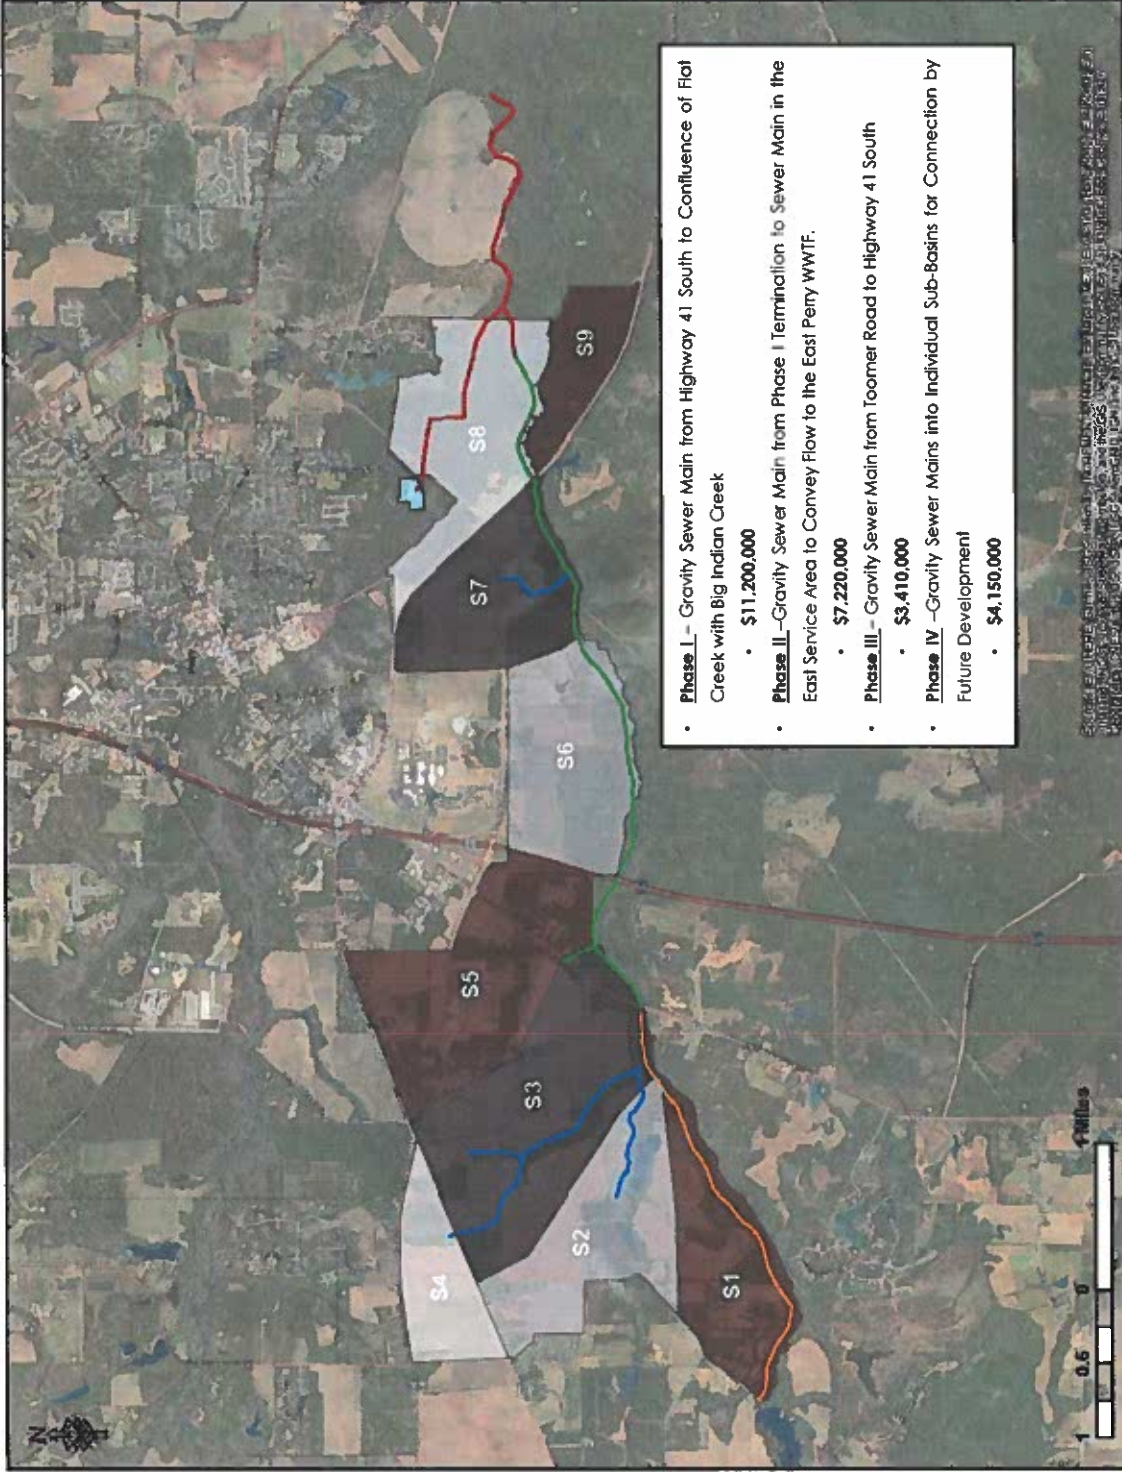 N
S1
S2
S3
S4
S5
S6
S7
S8
S9
• Phase I – Gravity Sewer Main from Highway 41 South to Confluence of Flat
Creek with Big Indian Creek
• $11,200,000
• Phase II –Gravity Sewer Main from Phase I Termination to Sewer Main in the
East Service Area to Convey Flow to the East Perry WWTF.
• $7,220,000
• Phase III – Gravity Sewer Main from Toomer Road to Highway 41 South
• $3,410,000
• Phase IV –Gravity Sewer Mains into Individual Sub-Basins for Connection by
Future Development
• $4,150,000
1 0.5 0 1 Miles